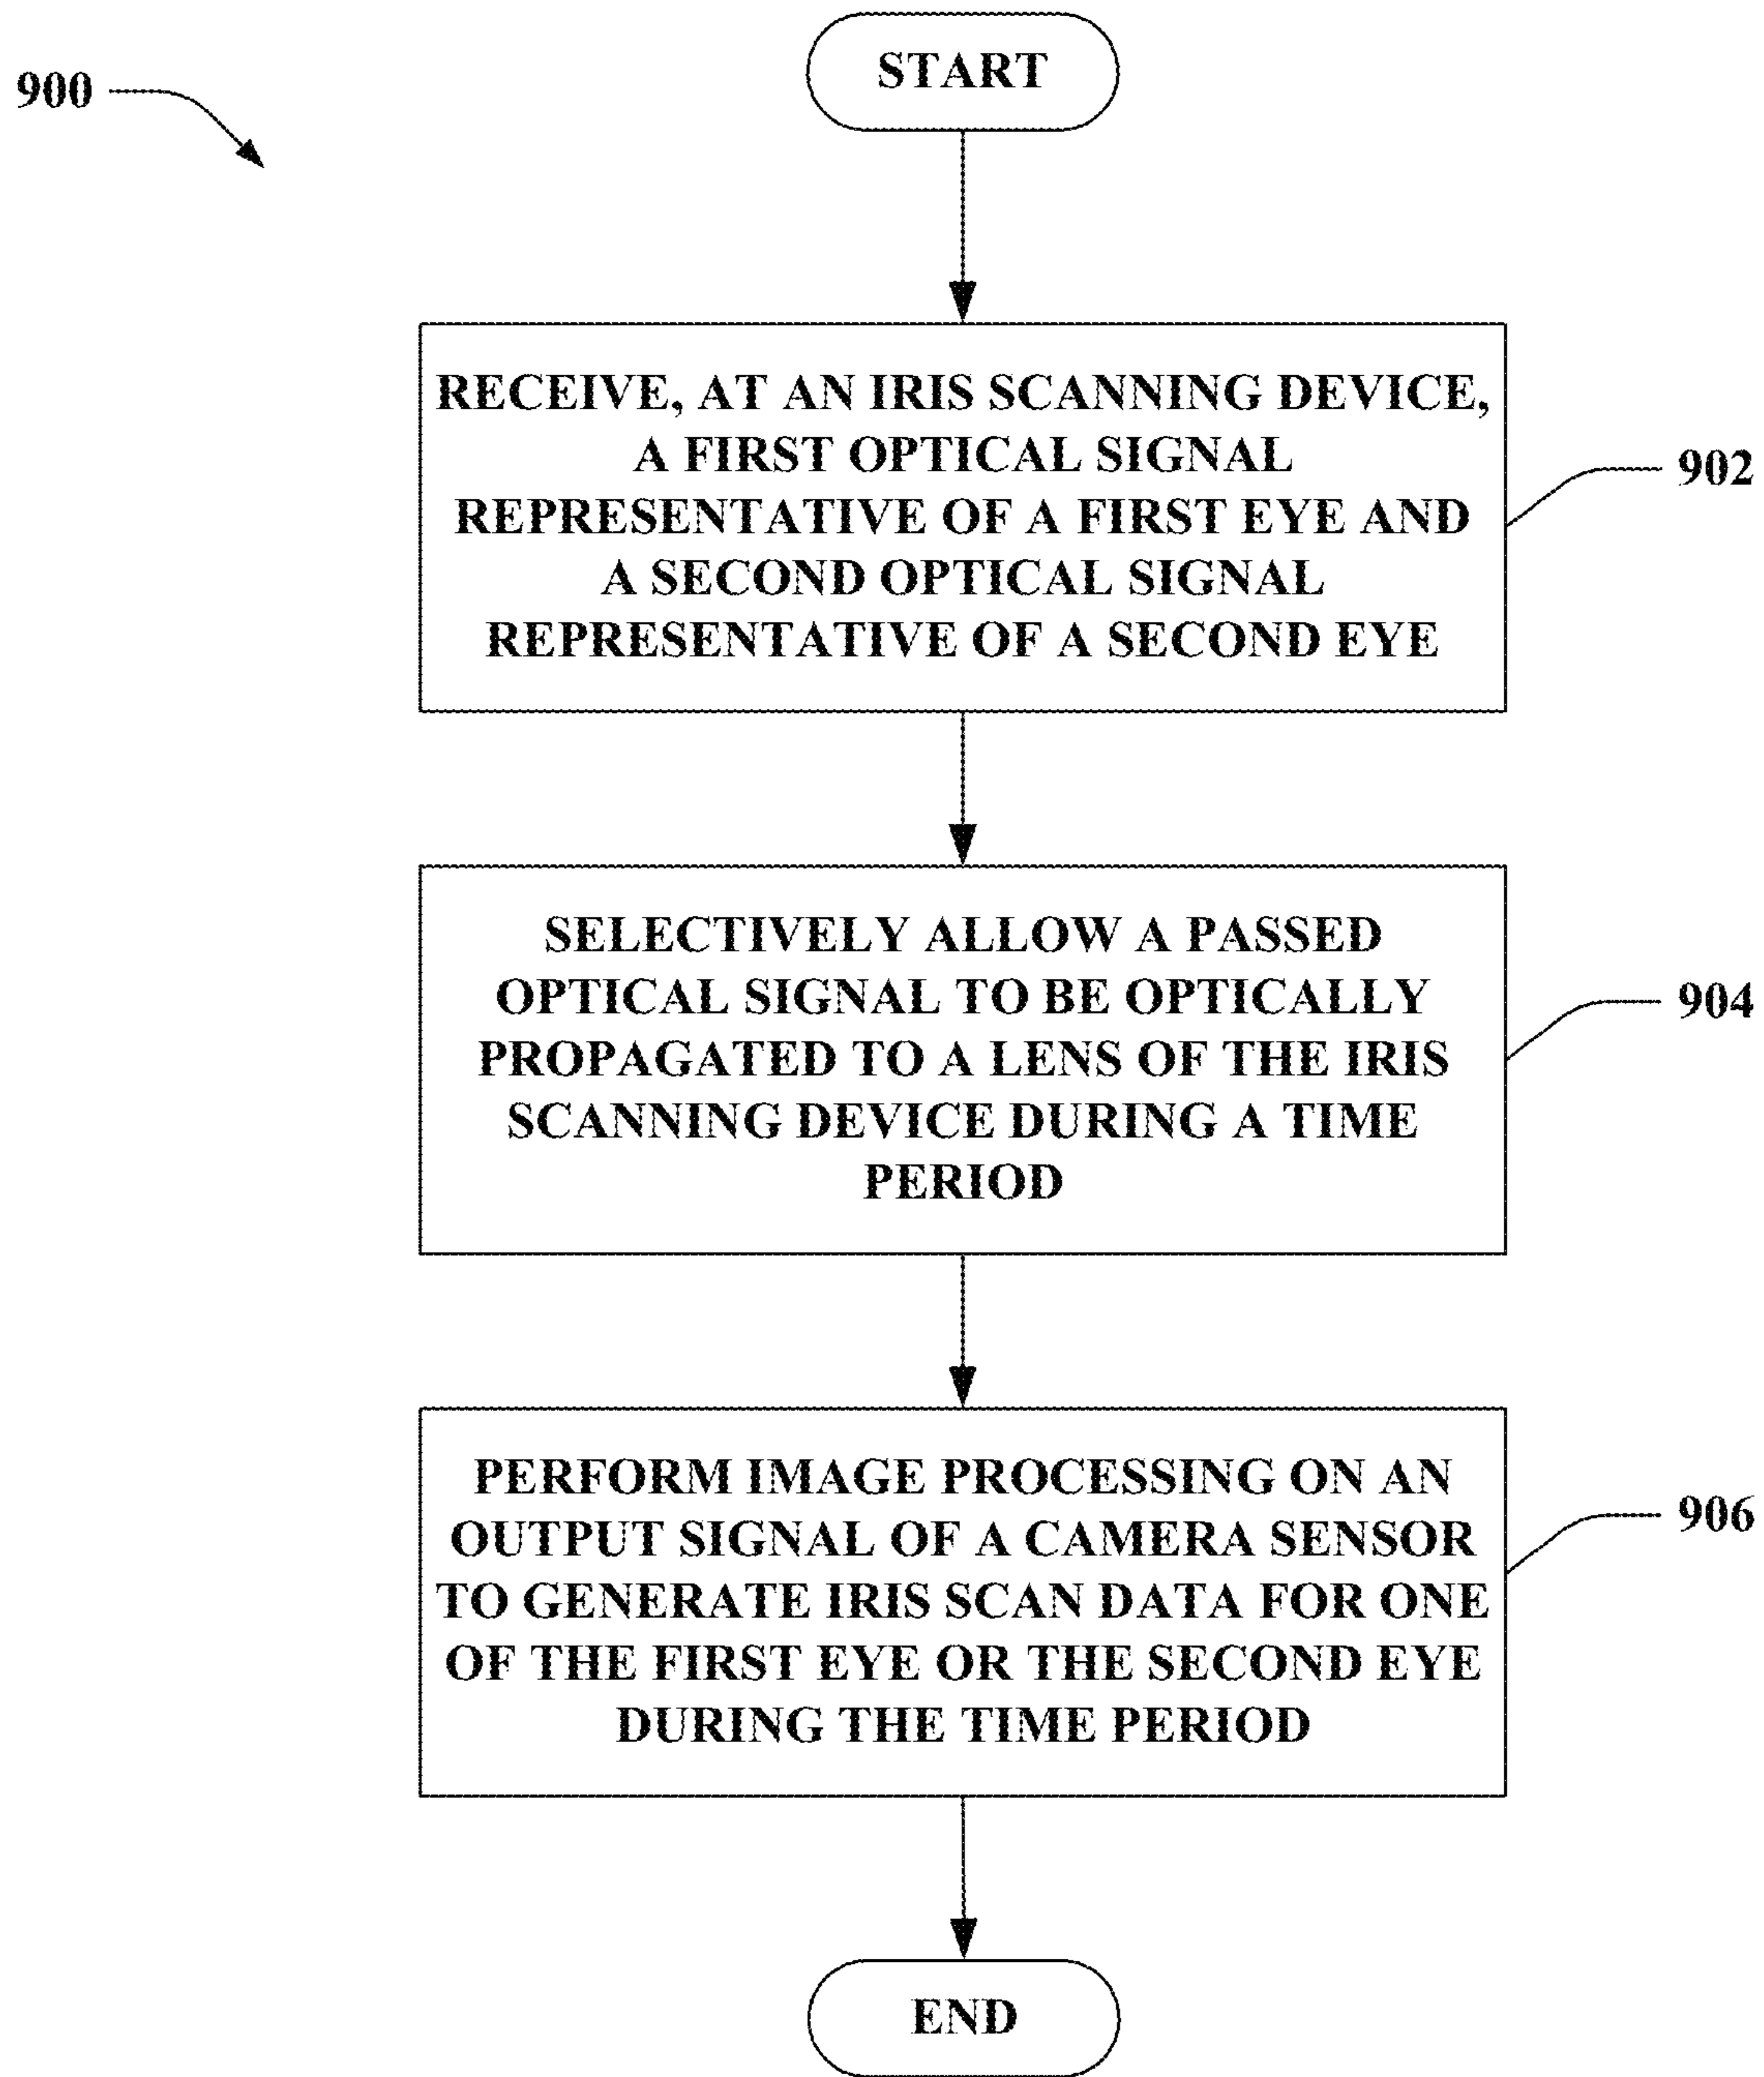 START
900
RECEIVE, AT AN IRIS SCANNING DEVICE,
A FIRST OPTICAL SIGNAL
REPRESENTATIVE OF A FIRST EYE AND
A SECOND OPTICAL SIGNAL
REPRESENTATIVE OF A SECOND EYE
902
SELECTIVELY ALLOW A PASSED
OPTICAL SIGNAL TO BE OPTICALLY
PROPAGATED TO A LENS OF THE IRIS
SCANNING DEVICE DURING A TIME
PERIOD
904
PERFORM IMAGE PROCESSING ON AN
OUTPUT SIGNAL OF A CAMERA SENSOR
TO GENERATE IRIS SCAN DATA FOR ONE
OF THE FIRST EYE OR THE SECOND EYE
DURING THE TIME PERIOD
906
END